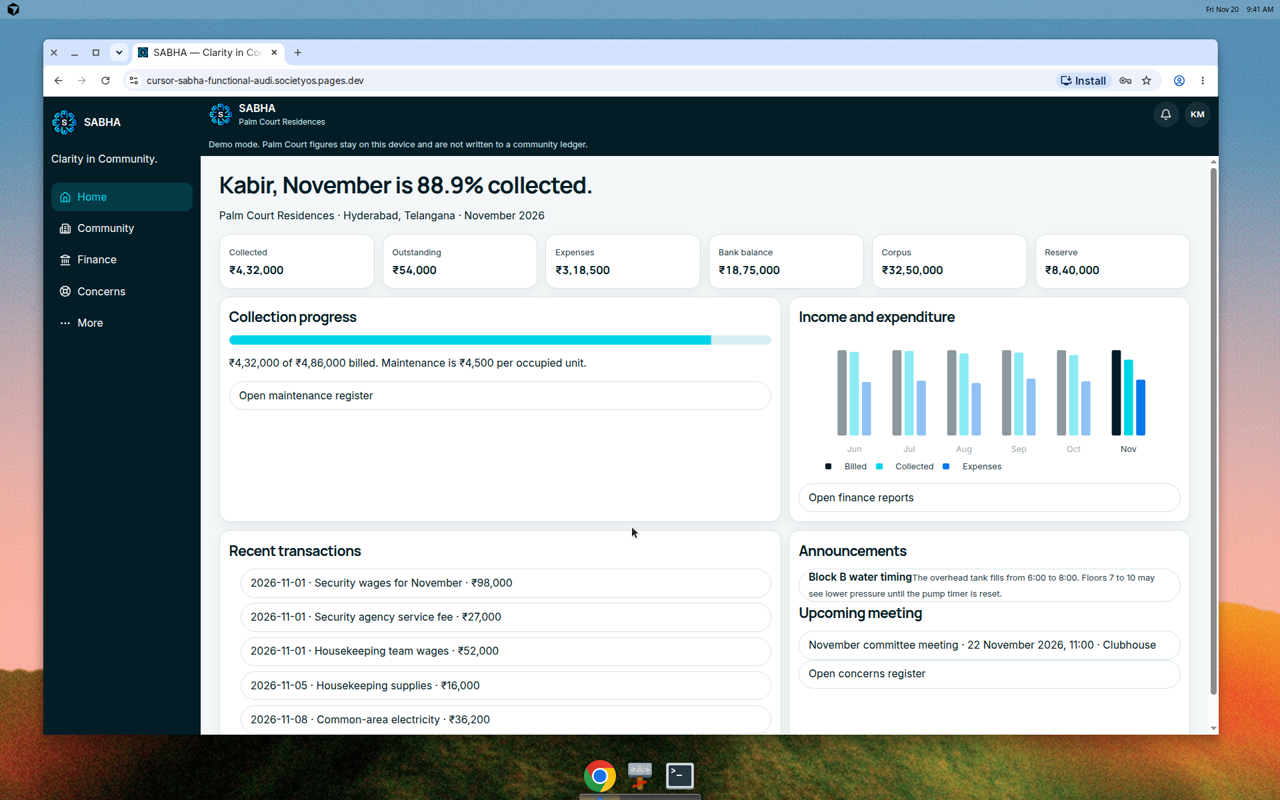 Fri Nov 20 9:41 AM
SABHA — Clarity in Co
cursor-sabha-functional-audi.societyos.pages.dev
Install
SABHA
Clarity in Community.
Home
Community
Finance
Concerns
More
SABHA
Palm Court Residences
KM
Demo mode. Palm Court figures stay on this device and are not written to a community ledger.
Kabir, November is 88.9% collected.
Palm Court Residences · Hyderabad, Telangana · November 2026
Collected
₹4,32,000
Outstanding
₹54,000
Expenses
₹3,18,500
Bank balance
₹18,75,000
Corpus
₹32,50,000
Reserve
₹8,40,000
Collection progress
₹4,32,000 of ₹4,86,000 billed. Maintenance is ₹4,500 per occupied unit.
Open maintenance register
Income and expenditure
Jun Jul Aug Sep Oct Nov
Billed Collected Expenses
Open finance reports
Recent transactions
2026-11-01 · Security wages for November · ₹98,000
2026-11-01 · Security agency service fee · ₹27,000
2026-11-01 · Housekeeping team wages · ₹52,000
2026-11-05 · Housekeeping supplies · ₹16,000
2026-11-08 · Common-area electricity · ₹36,200
Announcements
Block B water timingThe overhead tank fills from 6:00 to 8:00. Floors 7 to 10 may
see lower pressure until the pump timer is reset.
Upcoming meeting
November committee meeting · 22 November 2026, 11:00 · Clubhouse
Open concerns register